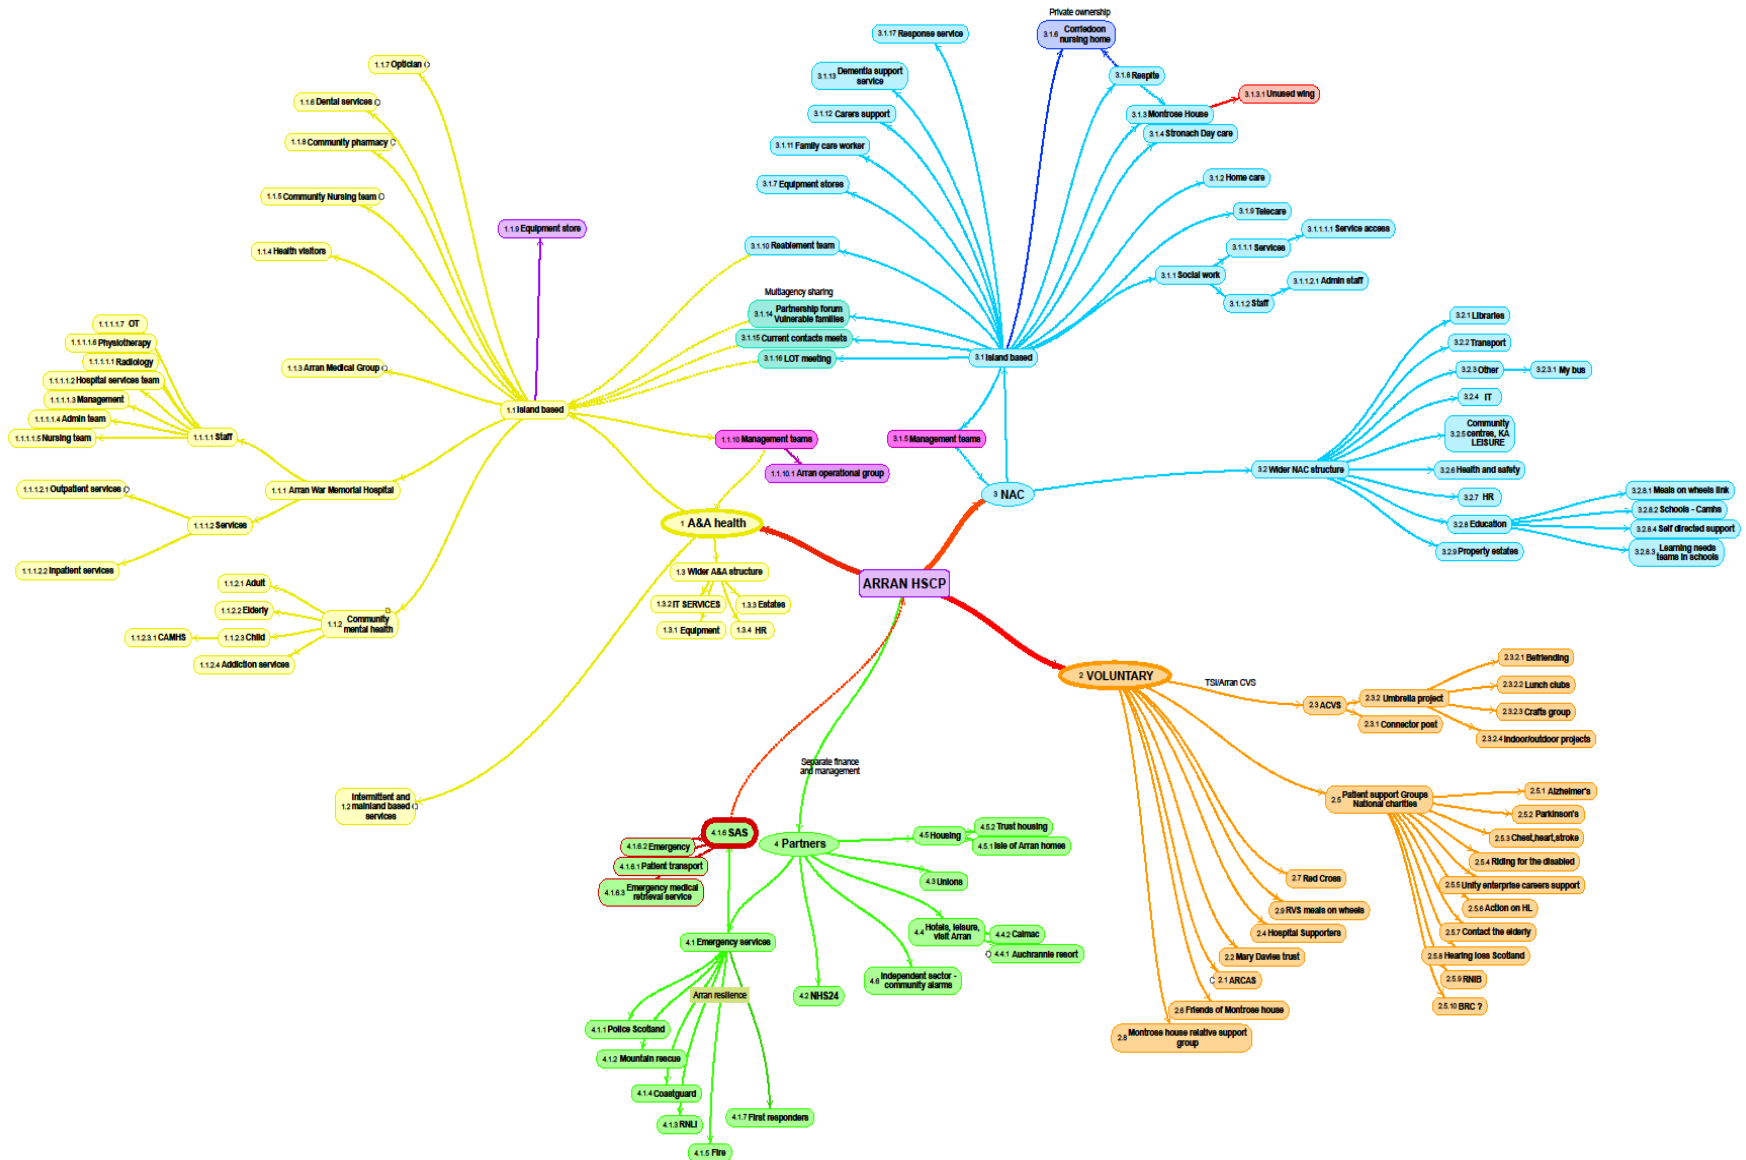 Private ownership
3.1.6 Corriedoon
nursing home
3.1.17 Response service
1.1.7 Optician
3.1.13 Dementia support
service
3.1.8 Respite
3.1.3.1 Unused wing
1.1.6 Dental services
3.1.12 Carers support
3.1.3 Montrose House
3.1.4 Stronach Day care
1.1.8 Community pharmacy
3.1.11 Family care worker
3.1.7 Equipment stores
3.1.2 Home care
1.1.5 Community Nursing team
3.1.9 Telecare
1.1.9 Equipment store
3.1.1.1.1 Service access
1.1.4 Health visitors
3.1.10 Reablement team
3.1.1.1 Services
3.1.1 Social work
3.1.1.2.1 Admin staff
3.1.1.2 Staff
Multiagency sharing
3.1.14 Partnership forum
Vulnerable families
3.1.15 Current contacts meets
3.1.16 LOT meeting
3.1 Island based
3.2.1 Libraries
3.2.2 Transport
3.2.3 Other
3.2.3.1 My bus
3.2.4 IT
3.2.5 Community
centres, KA
LEISURE
3.2.6 Health and safety
3.2 Wider NAC structure
3.2.7 HR
3.2.8 Education
3.2.9 Property estates
3.2.8.1 Meals on wheels link
3.2.8.2 Schools - Camhs
3.2.8.4 Self directed support
3.2.8.3 Learning needs
teams in schools
1.1.1.1.7 OT
1.1.1.1.6 Physiotherapy
1.1.1.1.1 Radiology
1.1.1.1.2 Hospital services team
1.1.1.1.3 Management
1.1.1.1.4 Admin team
1.1.1.1.5 Nursing team
1.1.1.1 Staff
1.1.3 Arran Medical Group
1.1 Island based
1.1.10 Management teams
1.1.10.1 Arran operational group
3.1.5 Management teams
3 NAC
1.1.1.2.1 Outpatient services
1.1.1 Arran War Memorial Hospital
1.1.1.2 Services
1.1.1.2.2 Inpatient services
1 A&A health
1.3 Wider A&A structure
1.3.2 IT SERVICES
1.3.3 Estates
1.3.1 Equipment
1.3.4 HR
ARRAN HSCP
1.1.2.1 Adult
1.1.2.2 Elderly
1.1.2.3.1 CAMHS
1.1.2.3 Child
1.1.2.4 Addiction services
1.1.2 Community
mental health
1.2 Intermittent and
mainland based
services
2 VOLUNTARY
TSI/Arran CVS
2.3 ACVS
2.3.2 Umbrella project
2.3.1 Connector post
2.3.2.1 Befriending
2.3.2.2 Lunch clubs
2.3.2.3 Crafts group
2.3.2.4 Indoor/outdoor projects
Separate finance
and management
4.1.6 SAS
4.1.6.2 Emergency
4.1.6.1 Patient transport
4.1.6.3 Emergency medical
retrieval service
4 Partners
4.5 Housing
4.5.2 Trust housing
4.5.1 Isle of Arran homes
4.3 Unions
4.4 Hotels, leisure,
visit Arran
4.4.2 Calmac
4.4.1 Auchrannie resort
4.6 Independent sector -
community alarms
4.2 NHS24
4.1 Emergency services
Arran resilience
4.1.1 Police Scotland
4.1.2 Mountain rescue
4.1.4 Coastguard
4.1.3 RNLI
4.1.5 Fire
4.1.7 First responders
2.5 Patient support Groups
National charities
2.5.1 Alzheimer's
2.5.2 Parkinson's
2.5.3 Chest,heart,stroke
2.5.4 Riding for the disabled
2.5.5 Unity enterprise careers support
2.5.6 Action on HL
2.5.7 Contact the elderly
2.5.8 Hearing loss Scotland
2.5.9 RNIB
2.5.10 BRC ?
2.7 Red Cross
2.9 RVS meals on wheels
2.4 Hospital Supporters
2.2 Mary Davies trust
2.1 ARCAS
2.6 Friends of Montrose house
2.8 Montrose house relative support
group